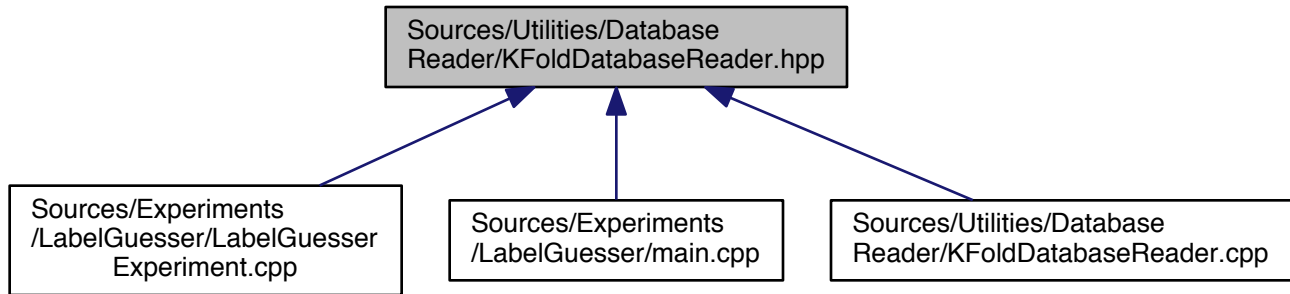 Sources/Utilities/Database
Reader/KFoldDatabaseReader.hpp
Sources/Experiments
/LabelGuesser/LabelGuesser
Experiment.cpp
Sources/Experiments
/LabelGuesser/main.cpp
Sources/Utilities/Database
Reader/KFoldDatabaseReader.cpp